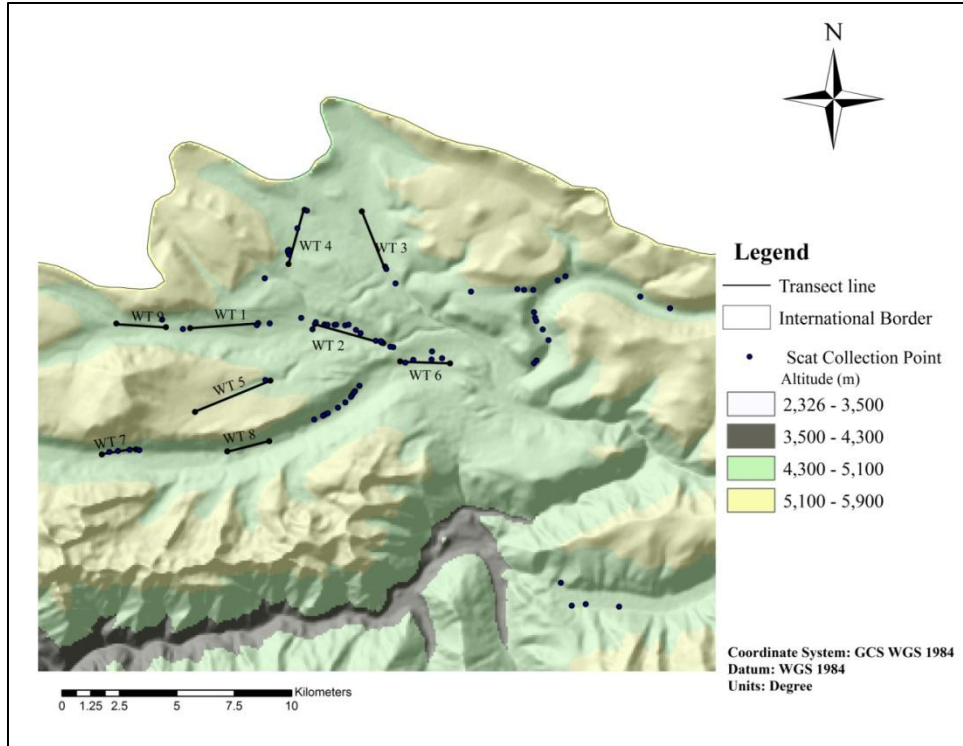 N
WT 4
WT 3
WT 9
WT 1
WT 2
WT 6
WT 5
WT 7
WT 8
Legend
Transect line
International Border
Scat Collection Point
Altitude (m)
2,326 - 3,500
3,500 - 4,300
4,300 - 5,100
5,100 - 5,900
Coordinate System: GCS WGS 1984
Datum: WGS 1984
Units: Degree
Kilometers
0 1.25 2.5 5 7.5 10